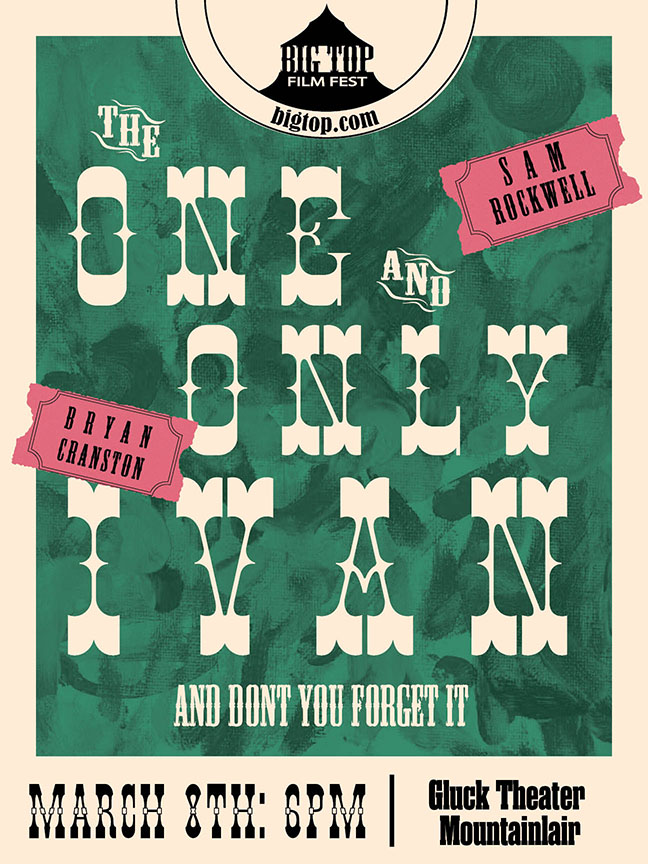 BIG TOP
FILM FEST
bigtop.com
THE
ONE
SAM
ROCKWELL
AND
ONLY
BRYAN
CRANSTON
IVAN
AND DONT YOU FORGET IT
MARCH 8TH: 6PM
Gluck Theater
Mountainlair